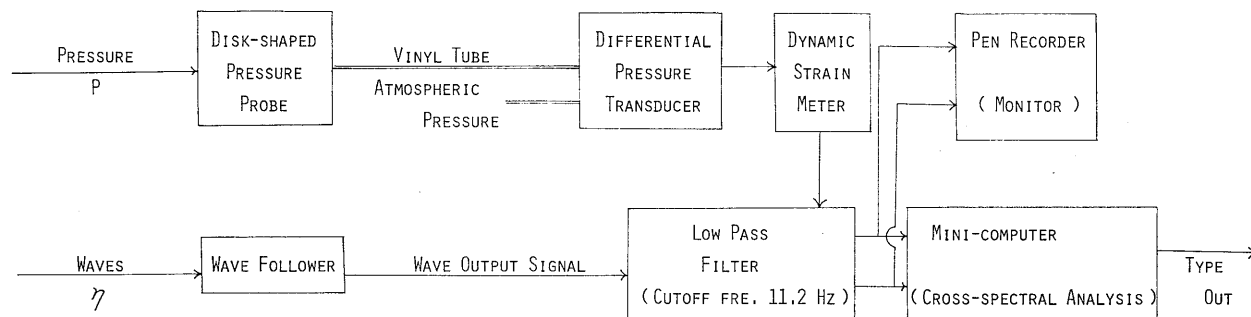 PRESSURE
P
DISK-SHAPED
PRESSURE
PROBE
VINYL TUBE
ATMOSPHERIC
PRESSURE
DIFFERENTIAL
PRESSURE
TRANSDUCER
DYNAMIC
STRAIN
METER
PEN RECORDER
( MONITOR )
WAVES
η
WAVE FOLLOWER
WAVE OUTPUT SIGNAL
LOW PASS
FILTER
(CUTOFF FRE. 11.2 HZ)
MINI-COMPUTER
(CROSS-SPECTRAL ANALYSIS)
TYPE
OUT